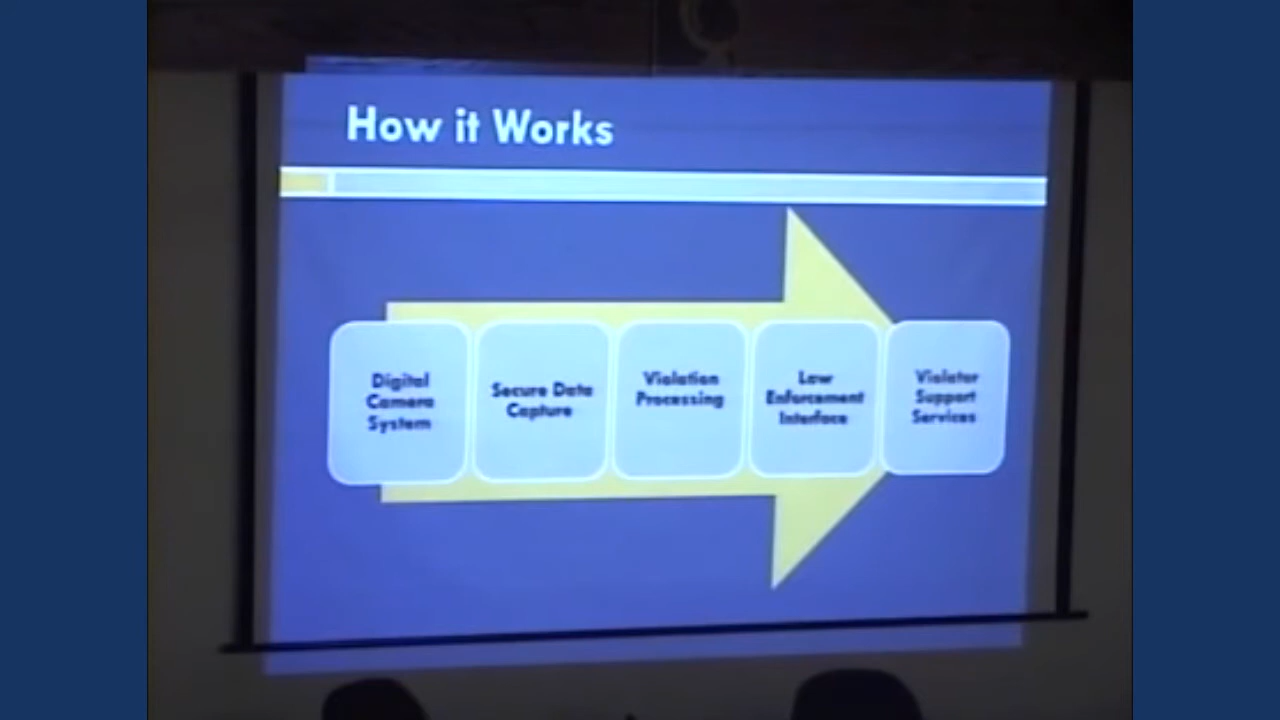 How it Works
Digital
Camera
System
Secure Data
Capture
Violation
Processing
Law
Enforcement
Interface
Violator
Support
Services